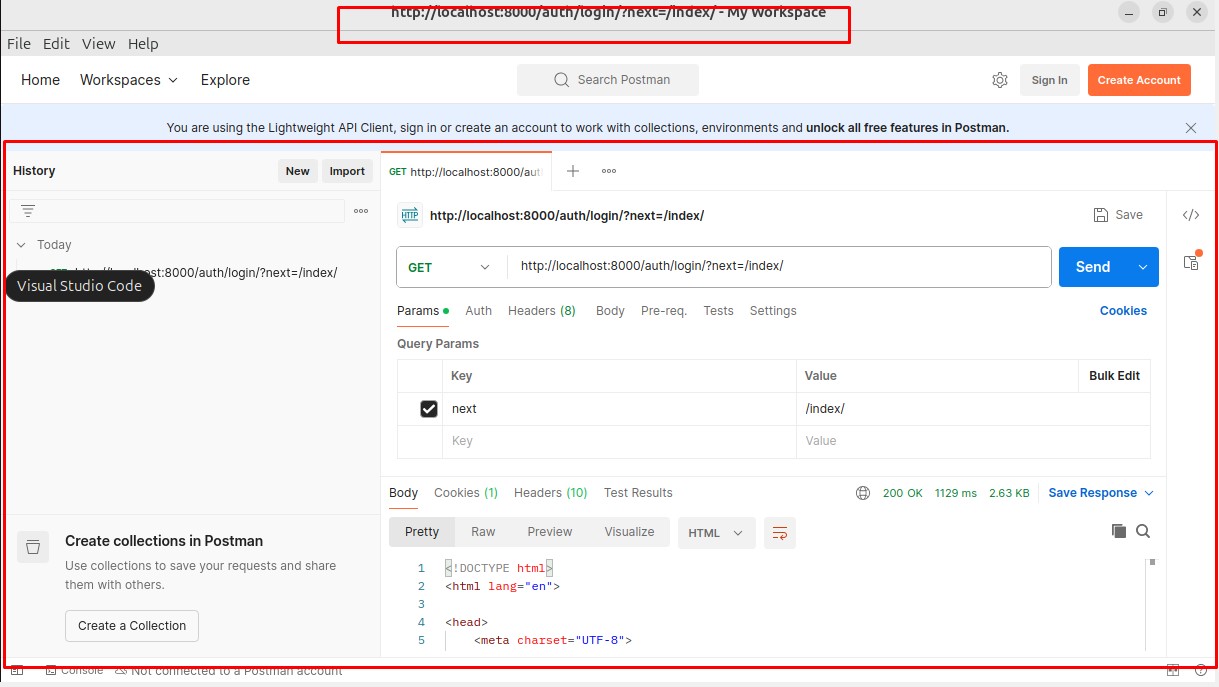 http://localhost:8000/auth/login/?next=/index/ - My Workspace
File Edit View Help
Home Workspaces Explore Search Postman Sign In Create Account
You are using the Lightweight API Client, sign in or create an account to work with collections, environments and unlock all free features in Postman.
History New Import
GET http://localhost:8000/aut
HTTP http://localhost:8000/auth/login/?next=/index/ Save
Today
GET http://localhost:8000/auth/login/?next=/index/
Visual Studio Code
GET http://localhost:8000/auth/login/?next=/index/ Send
Params Auth Headers (8) Body Pre-req. Tests Settings Cookies
Query Params
Key Value Bulk Edit
next /index/
Key Value
Body Cookies (1) Headers (10) Test Results 200 OK 1129 ms 2.63 KB Save Response
Pretty Raw Preview Visualize HTML
1 <!DOCTYPE html>
2 <html lang="en">
3
4 <head>
5 <meta charset="UTF-8">
Create collections in Postman
Use collections to save your requests and share
them with others.
Create a Collection
Console Not connected to a Postman account